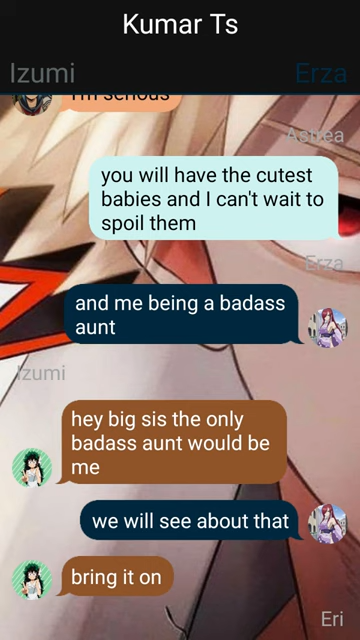 Kumar Ts
Izumi
Erza
I'm serious
Astrea
you will have the cutest
babies and I can't wait to
spoil them
Erza
and me being a badass
aunt
Izumi
hey big sis the only
badass aunt would be
me
we will see about that
bring it on
Eri